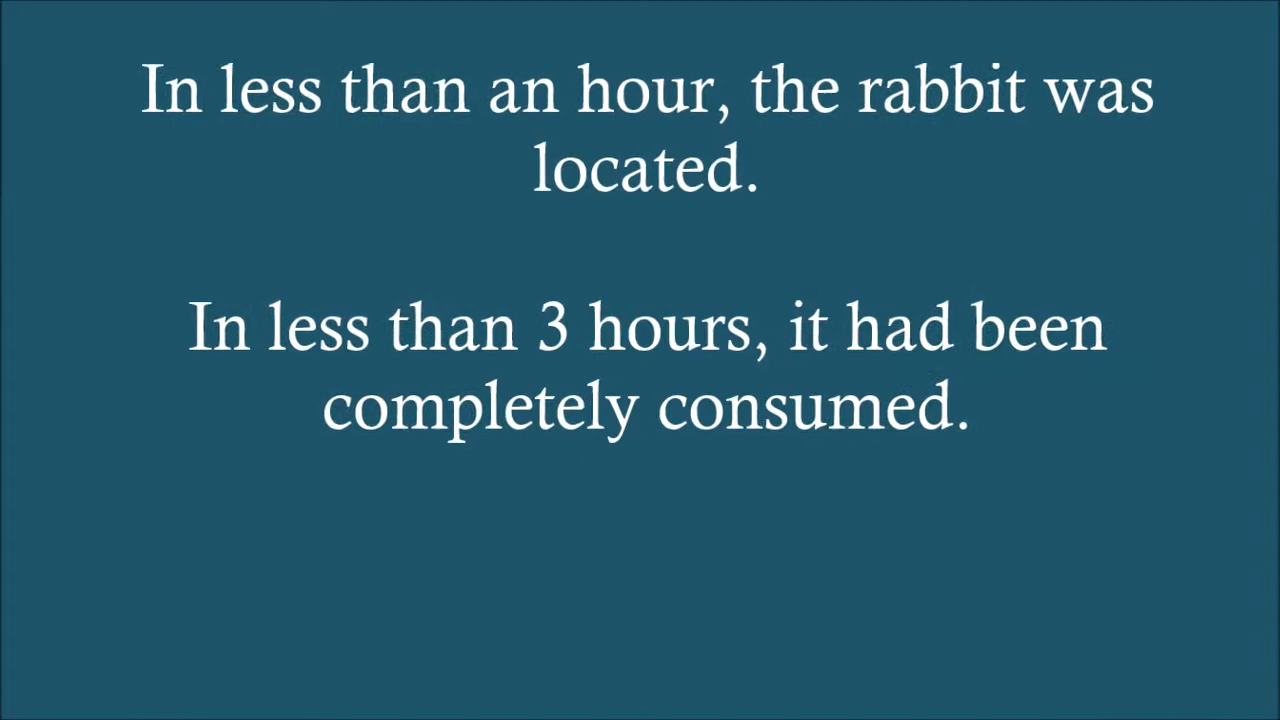 In less than an hour, the rabbit was
located.
In less than 3 hours, it had been
completely consumed.